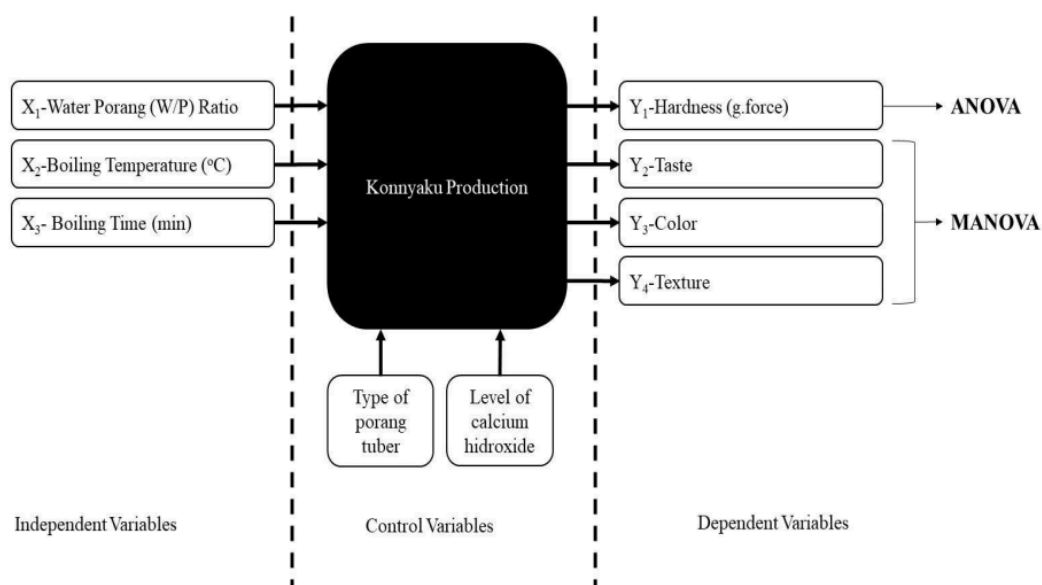 X₁-Water Porang (W/P) Ratio
X₂-Boiling Temperature (°C)
X₃- Boiling Time (min)
Konnyaku Production
Y₁-Hardness (g.force)
Y₂-Taste
Y₃-Color
Y₄-Texture
ANOVA
MANOVA
Type of
porang
tuber
Level of
calcium
hidroxide
Independent Variables
Control Variables
Dependent Variables